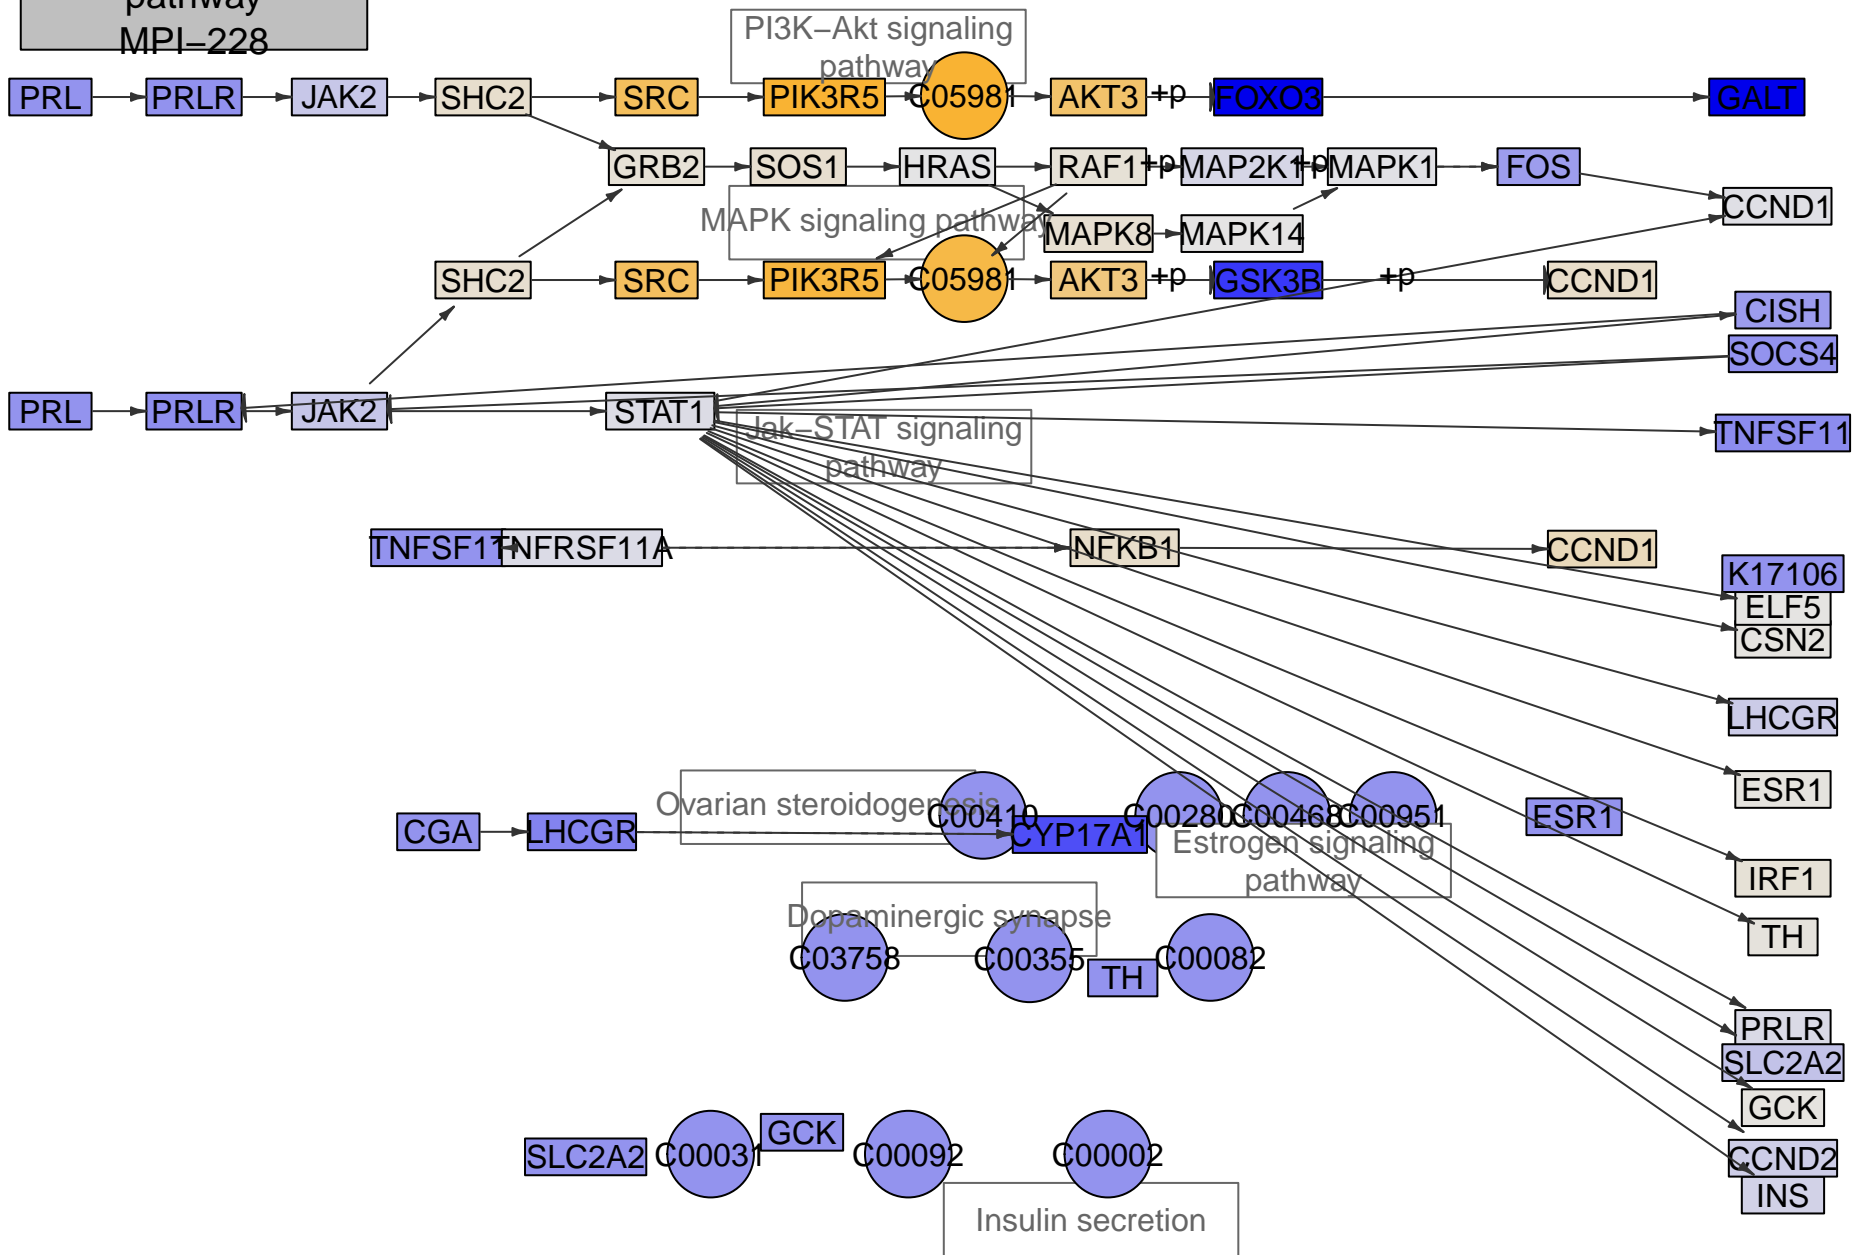 pathway
MPI−228
PI3K−Akt signaling
pathway
PRL
PRLR
JAK2
SHC2
SRC
PIK3R5
C05981
AKT3
+p
FOXO3
GALT
GRB2
SOS1
HRAS
RAF1
+p
MAP2K1
+p
MAPK1
FOS
CCND1
MAPK signaling pathway
MAPK8
MAPK14
SHC2
SRC
PIK3R5
C05981
AKT3
+p
GSK3B
+p
CCND1
CISH
SOCS4
PRL
PRLR
JAK2
STAT1
Jak−STAT signaling
pathway
TNFSF11
TNFSF11
TNFRSF11A
NFKB1
CCND1
K17106
ELF5
CSN2
LHCGR
ESR1
Ovarian steroidogenesis
C00410
C00280
C00468
C00951
ESR1
CGA
LHCGR
CYP17A1
Estrogen signaling
pathway
IRF1
Dopaminergic synapse
TH
C03758
C00355
TH
C00082
PRLR
SLC2A2
GCK
SLC2A2
C00031
GCK
C00092
C00002
CCND2
INS
Insulin secretion